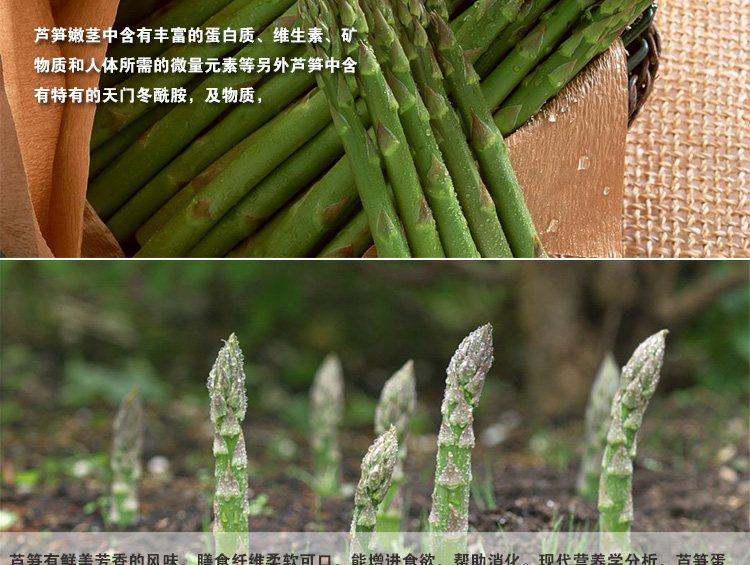 芦笋嫩茎中含有丰富的蛋白质、维生素、矿
物质和人体所需的微量元素等另外芦笋中含
有特有的天门冬酰胺，及物质，
芦笋有鲜美芳香的风味，膳食纤维柔软可口，能增进食欲，帮助消化。现代营养学分析，芦笋蛋